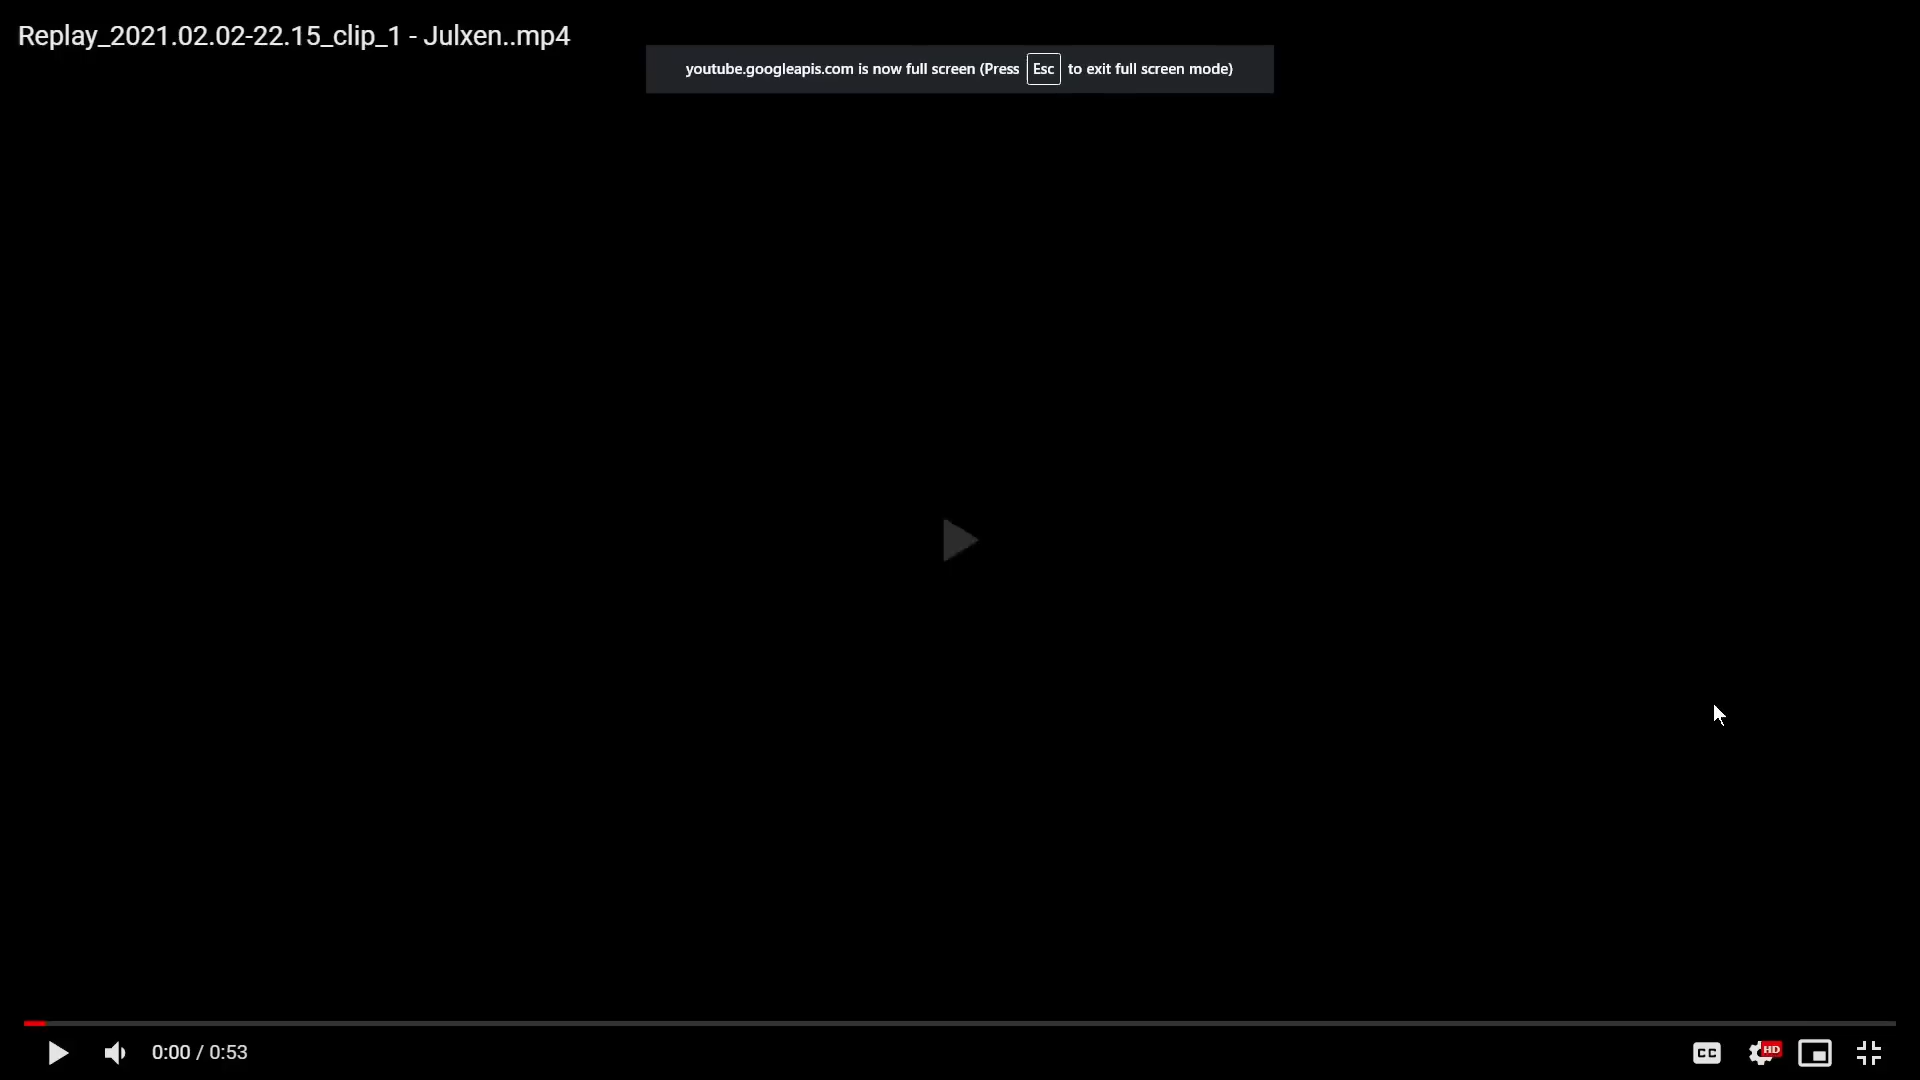 Replay_2021.02.02-22.15_clip_1 - Julxen..mp4
youtube.googleapis.com is now full screen (Press Esc to exit full screen mode)
0:00 / 0:53
CC
HD